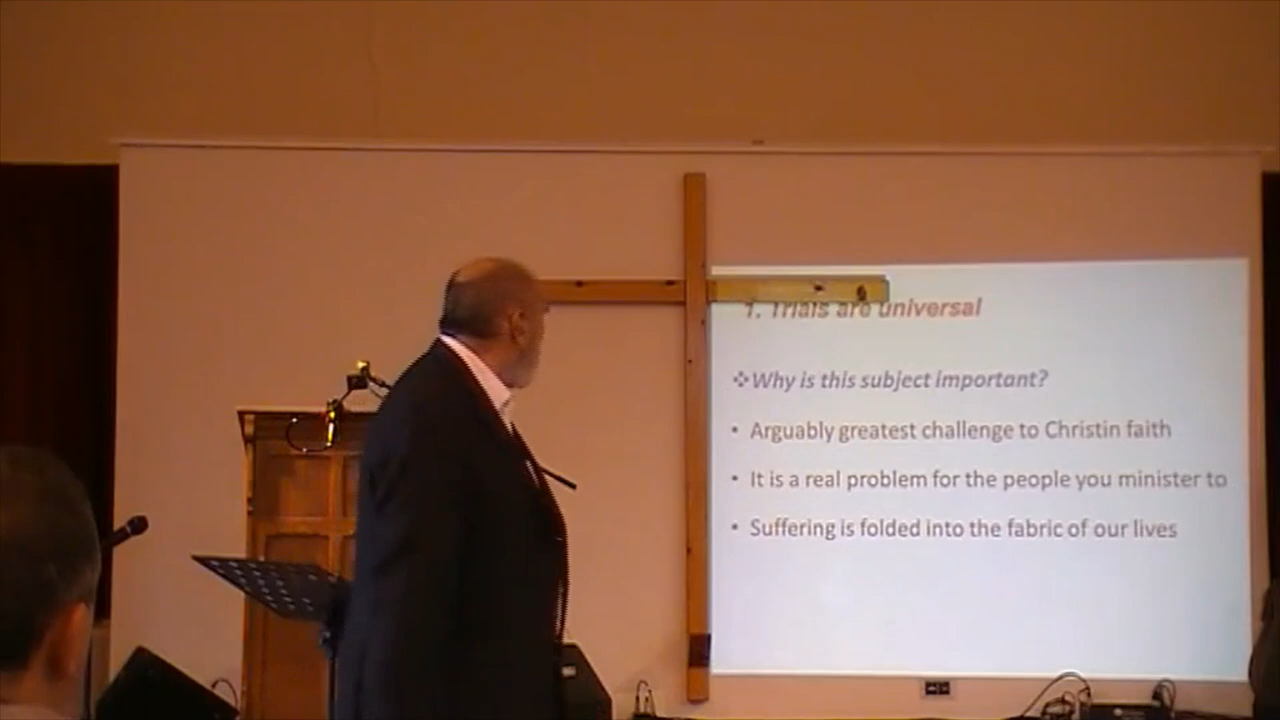 1. Trials are universal
❖Why is this subject important?
• Arguably greatest challenge to Christin faith
• It is a real problem for the people you minister to
• Suffering is folded into the fabric of our lives